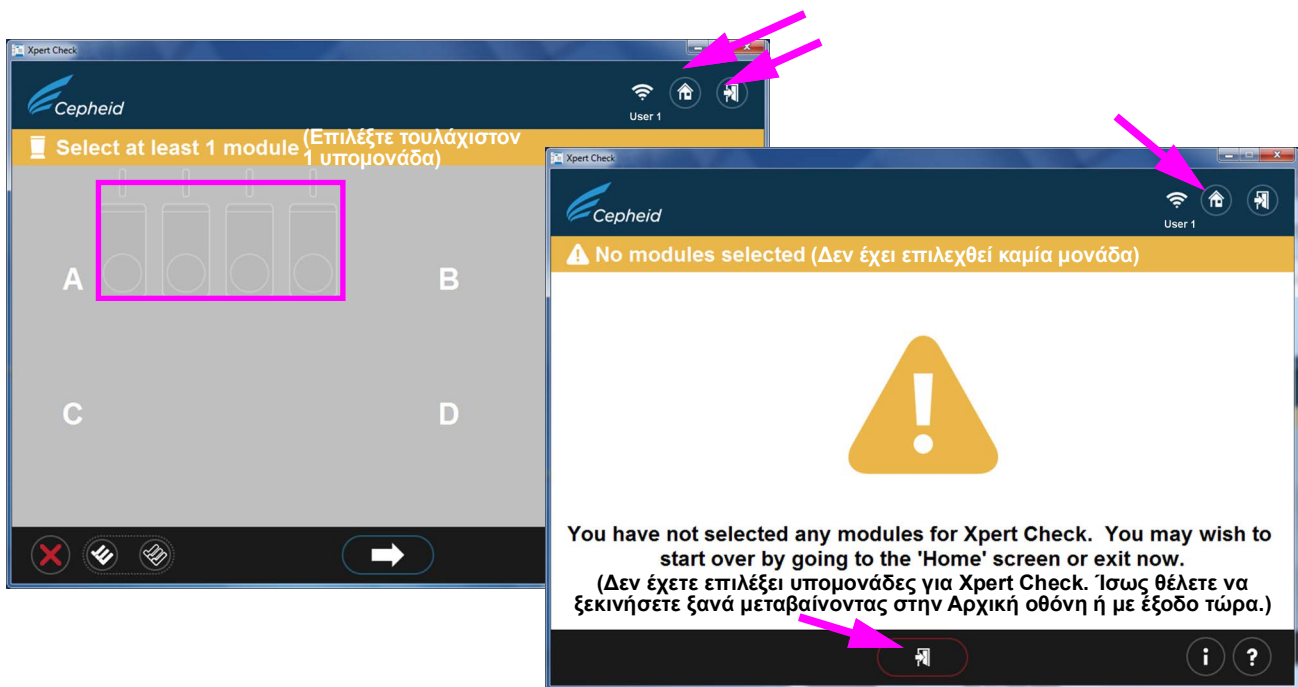 Xpert Check
Cepheid
User 1
Select at least 1 module (Επιλέξτε τουλάχιστον
1 υπομονάδα)
A
B
C
D
Xpert Check
Cepheid
User 1
No modules selected (Δεν έχει επιλεχθεί καμία μονάδα)
You have not selected any modules for Xpert Check. You may wish to
start over by going to the 'Home' screen or exit now.
(Δεν έχετε επιλέξει υπομονάδες για Xpert Check. Ίσως θέλετε να
ξεκινήσετε ξανά μεταβαίνοντας στην Αρχική οθόνη ή με έξοδο τώρα.)
i
?